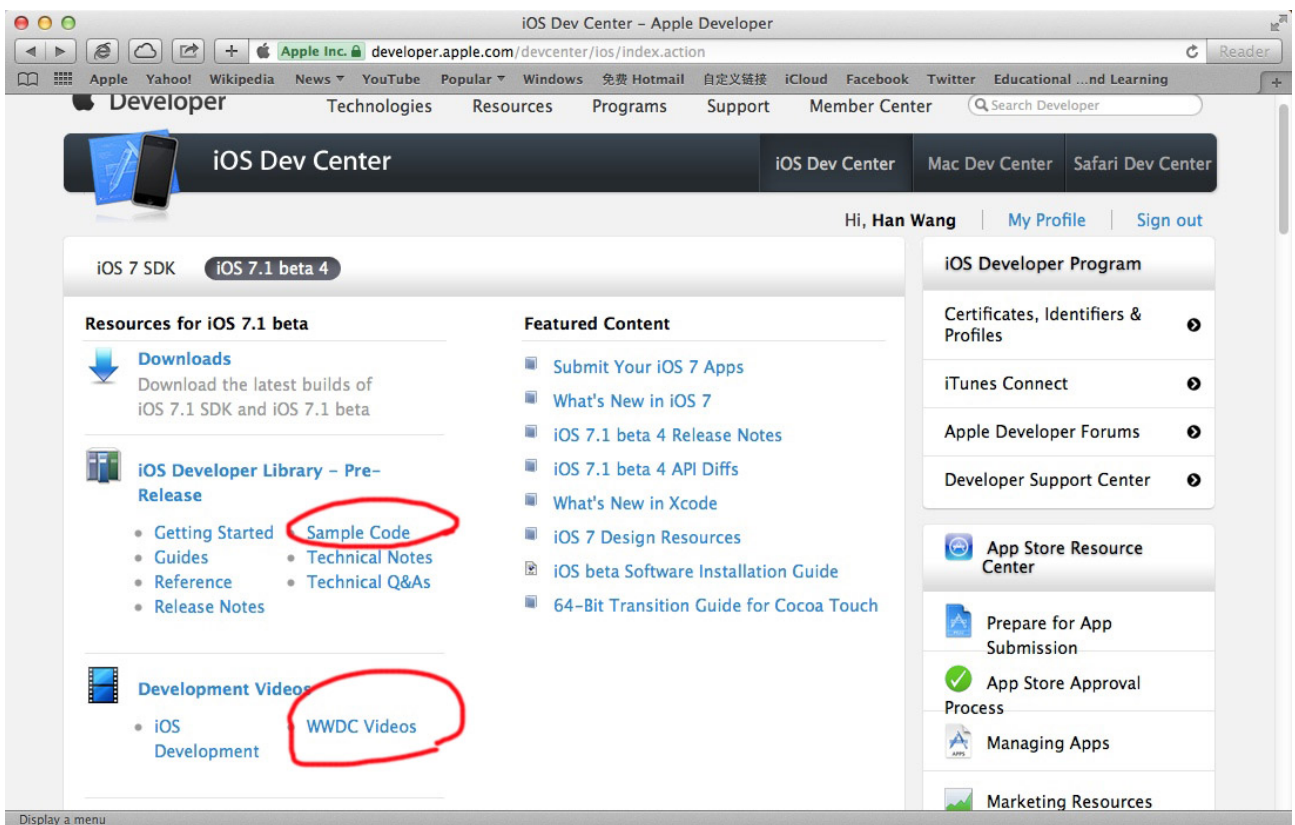 iOS Dev Center – Apple Developer
Apple Inc. developer.apple.com/devcenter/ios/index.action
Reader
Apple Yahoo! Wikipedia News YouTube Popular Windows 免费 Hotmail 自定义链接 iCloud Facebook Twitter Educational ...nd Learning
Developer Technologies Resources Programs Support Member Center Search Developer
iOS Dev Center iOS Dev Center Mac Dev Center Safari Dev Center
Hi, Han Wang My Profile Sign out
iOS 7 SDK iOS 7.1 beta 4
Resources for iOS 7.1 beta
Downloads
Download the latest builds of
iOS 7.1 SDK and iOS 7.1 beta
iOS Developer Library – Pre-
Release
Getting Started Sample Code
Guides Technical Notes
Reference Technical Q&As
Release Notes
Development Videos
iOS WWDC Videos
Development
Featured Content
Submit Your iOS 7 Apps
What's New in iOS 7
iOS 7.1 beta 4 Release Notes
iOS 7.1 beta 4 API Diffs
What's New in Xcode
iOS 7 Design Resources
iOS beta Software Installation Guide
64-Bit Transition Guide for Cocoa Touch
iOS Developer Program
Certificates, Identifiers &
Profiles
iTunes Connect
Apple Developer Forums
Developer Support Center
App Store Resource
Center
Prepare for App
Submission
App Store Approval
Process
Managing Apps
Marketing Resources
Display a menu